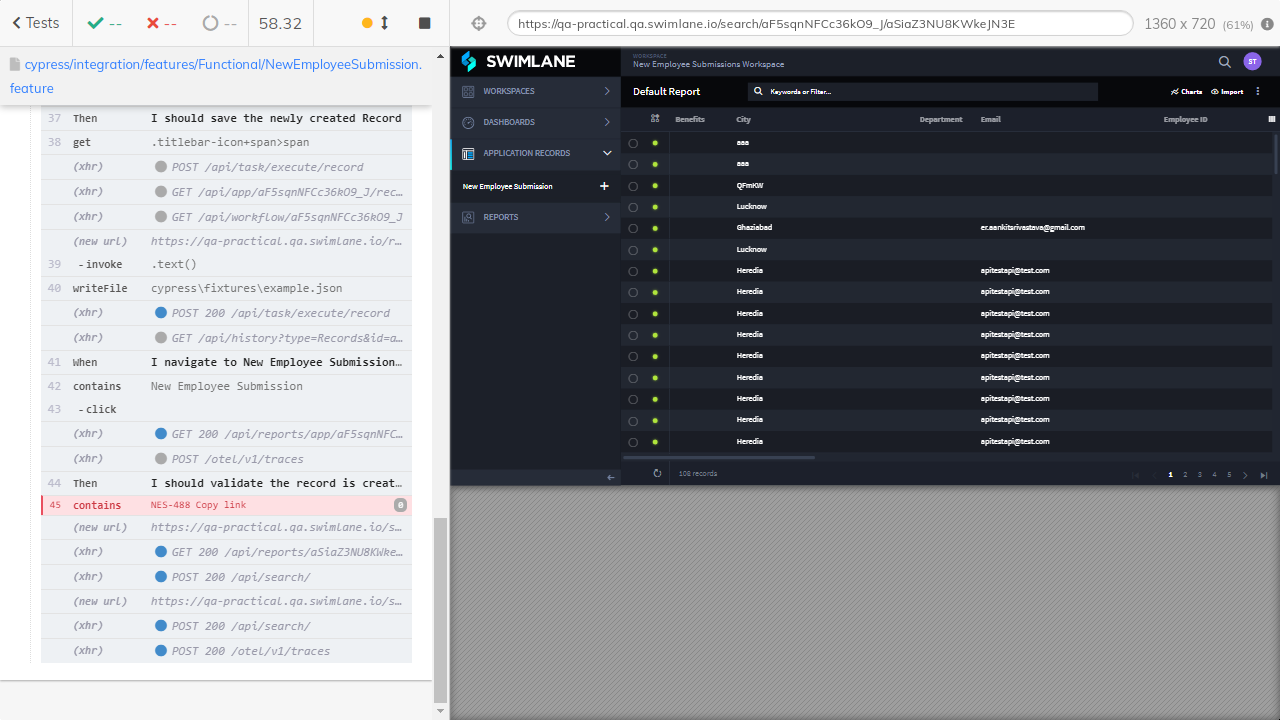 Tests -- -- -- 58.32
https://qa-practical.qa.swimlane.io/search/aF5sqnNFCc36kO9_J/aSiaZ3NU8KWkeJN3E 1360 x 720 (61%)
cypress/integration/features/Functional/NewEmployeeSubmission.
feature
37 Then I should save the newly created Record
38 get .titlebar-icon+span>span
(xhr) POST /api/task/execute/record
(xhr) GET /api/app/aF5sqnNFCc36kO9_J/rec...
(xhr) GET /api/workflow/aF5sqnNFCc36kO9_J
(new url) https://qa-practical.qa.swimlane.io/r...
39 -invoke .text()
40 writeFile cypress\fixtures\example.json
(xhr) POST 200 /api/task/execute/record
(xhr) GET /api/history?type=Records&id=a...
41 When I navigate to New Employee Submission...
42 contains New Employee Submission
43 -click
(xhr) GET 200 /api/reports/app/aF5sqnNFC...
(xhr) POST /otel/v1/traces
44 Then I should validate the record is creat...
45 contains NES-488 Copy link 0
(new url) https://qa-practical.qa.swimlane.io/s...
(xhr) GET 200 /api/reports/aSiaZ3NU8KWke...
(xhr) POST 200 /api/search/
(new url) https://qa-practical.qa.swimlane.io/s...
(xhr) POST 200 /api/search/
(xhr) POST 200 /otel/v1/traces
SWIMLANE
WORKSPACES
DASHBOARDS
APPLICATION RECORDS
New Employee Submission +
REPORTS
WORKSPACE
New Employee Submissions Workspace
ST
Default Report Keywords or Filter... Charts Import
Benefits City Department Email Employee ID
aaa
aaa
QFmKW
Lucknow
Ghaziabad er.aankitsrivastava@gmail.com
Lucknow
Heredia apitestapi@test.com
Heredia apitestapi@test.com
Heredia apitestapi@test.com
Heredia apitestapi@test.com
Heredia apitestapi@test.com
Heredia apitestapi@test.com
Heredia apitestapi@test.com
Heredia apitestapi@test.com
Heredia apitestapi@test.com
108 records 1 2 3 4 5